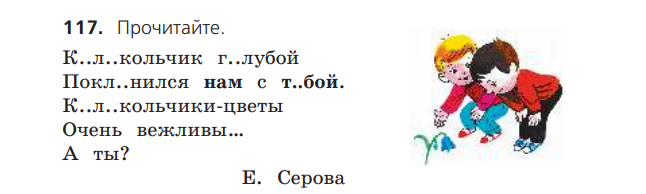 117. Прочитайте.
К..л..кольчик г..лубой
Покл..нился нам с т..бой.
К..л..кольчики-цветы
Очень вежливы...
А ты?
Е. Серова